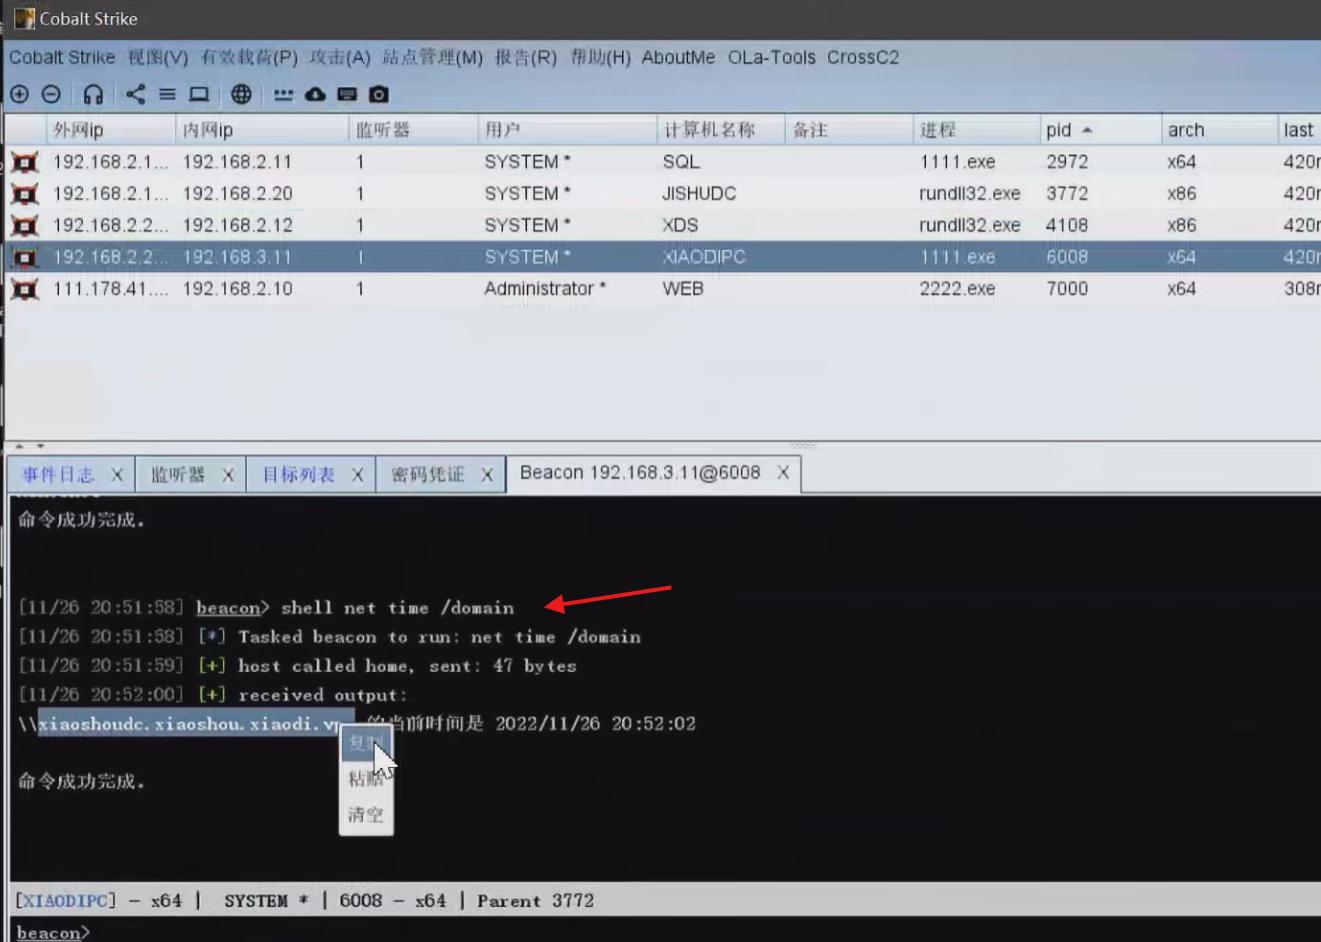 Cobalt Strike
Cobalt Strike 视图(V) 有效载荷(P) 攻击(A) 站点管理(M) 报告(R) 帮助(H) AboutMe OLa-Tools CrossC2
外网ip 内网ip 监听器 用户 计算机名称 备注 进程 pid arch last
192.168.2.1... 192.168.2.11 1 SYSTEM * SQL 1111.exe 2972 x64 420
192.168.2.1... 192.168.2.20 1 SYSTEM * JISHUDC rundll32.exe 3772 x86 420
192.168.2.2... 192.168.2.12 1 SYSTEM * XDS rundll32.exe 4108 x86 420
192.168.2.2... 192.168.3.11 1 SYSTEM * XIAODIPC 1111.exe 6008 x64 420
111.178.41.... 192.168.2.10 1 Administrator * WEB 2222.exe 7000 x64 308
事件日志 X 监听器 X 目标列表 X 密码凭证 X Beacon 192.168.3.11@6008 X
命令成功完成。
[11/26 20:51:58] beacon> shell net time /domain
[11/26 20:51:58] [*] Tasked beacon to run: net time /domain
[11/26 20:51:59] [+] host called home, sent: 47 bytes
[11/26 20:52:00] [+] received output:
\\xiaoshoudc.xiaoshou.xiaodi. 的当前时间是 2022/11/26 20:52:02
复制
粘贴
清空
命令成功完成。
[XIAODIPC] - x64 | SYSTEM * | 6008 - x64 | Parent 3772
beacon>